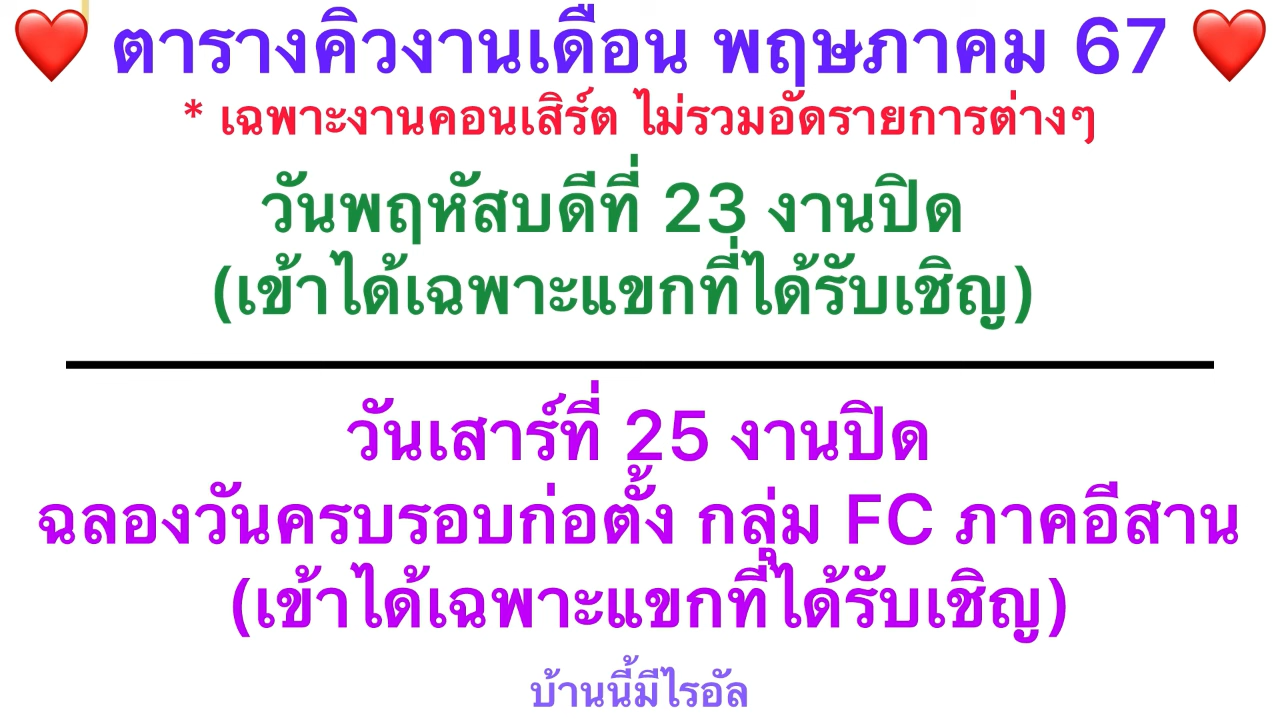 ❤️ ตารางคิวงานเดือน พฤษภาคม 67 ❤️
* เฉพาะงานคอนเสิร์ต ไม่รวมอัดรายการต่างๆ
วันพฤหัสบดีที่ 23 งานปิด
(เข้าได้เฉพาะแขกที่ได้รับเชิญ)
วันเสาร์ที่ 25 งานปิด
ฉลองวันครบรอบก่อตั้ง กลุ่ม FC ภาคอีสาน
(เข้าได้เฉพาะแขกที่ได้รับเชิญ)
บ้านนี้มีไรอัล